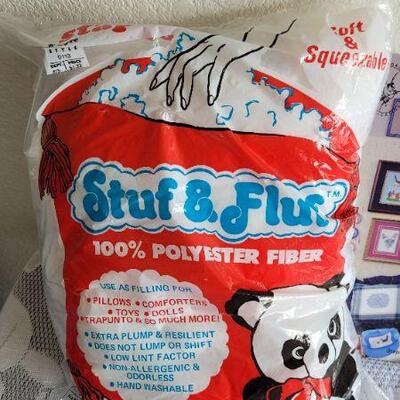 Soft
&
Squeezable
Stuf & Fluf T.M.
100% POLYESTER FIBER
USE AS FILLING FOR
• PILLOWS • COMFORTERS
• TOYS • DOLLS
• TRAPUNTO & SO MUCH MORE!
• EXTRA PLUMP & RESILIENT
• DOES NOT LUMP OR SHIFT
• LOW LINT FACTOR
• NON-ALLERGENIC &
ODORLESS
• HAND WASHABLE